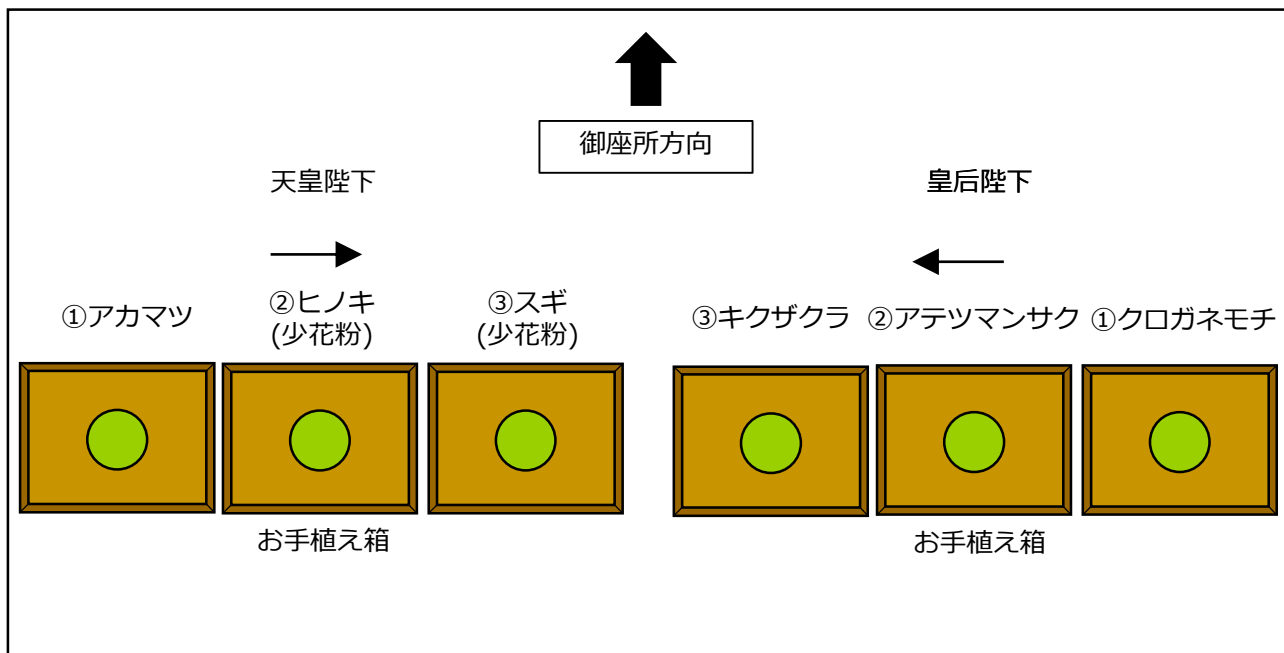 御座所方向
天皇陛下
皇后陛下
①アカマツ
②ヒノキ
(少花粉)
③スギ
(少花粉)
③キクザクラ
②アテツマンサク
①クロガネモチ
お手植え箱
お手植え箱